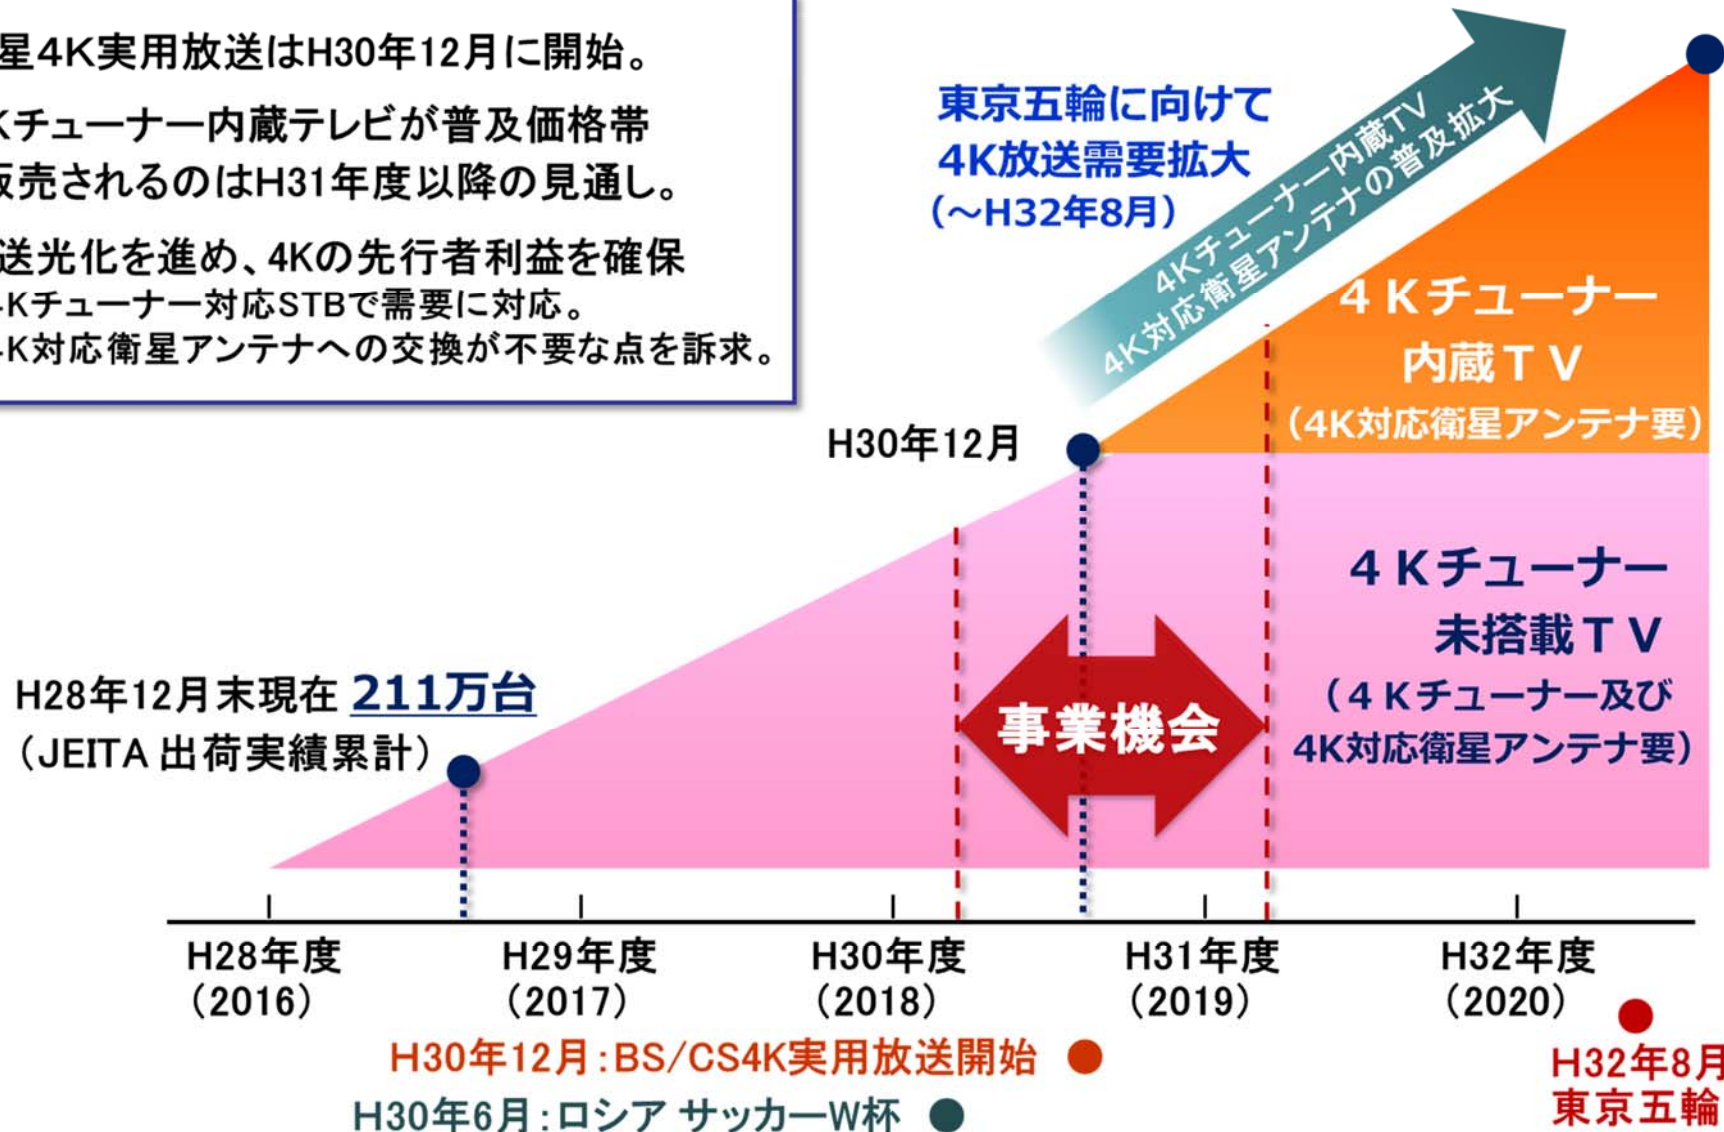 星4K実用放送はH30年12月に開始。
Kチューナー内蔵テレビが普及価格帯
販売されるのはH31年度以降の見通し。
送光化を進め、4Kの先行者利益を確保
4Kチューナー対応STBで需要に対応。
4K対応衛星アンテナへの交換が不要な点を訴求。
東京五輪に向けて
4K放送需要拡大
（～H32年8月）
4Kチューナー内蔵TV
4K対応衛星アンテナの普及拡大
４Ｋチューナー
内蔵ＴＶ
（4K対応衛星アンテナ要）
H30年12月
４Ｋチューナー
未搭載ＴＶ
（４Ｋチューナー及び
4K対応衛星アンテナ要）
H28年12月末現在 211万台
（JEITA 出荷実績累計）
事業機会
H28年度
（2016）
H29年度
（2017）
H30年度
（2018）
H31年度
（2019）
H32年度
（2020）
H30年12月：BS/CS4K実用放送開始
H30年6月：ロシア サッカーW杯
H32年8月
東京五輪